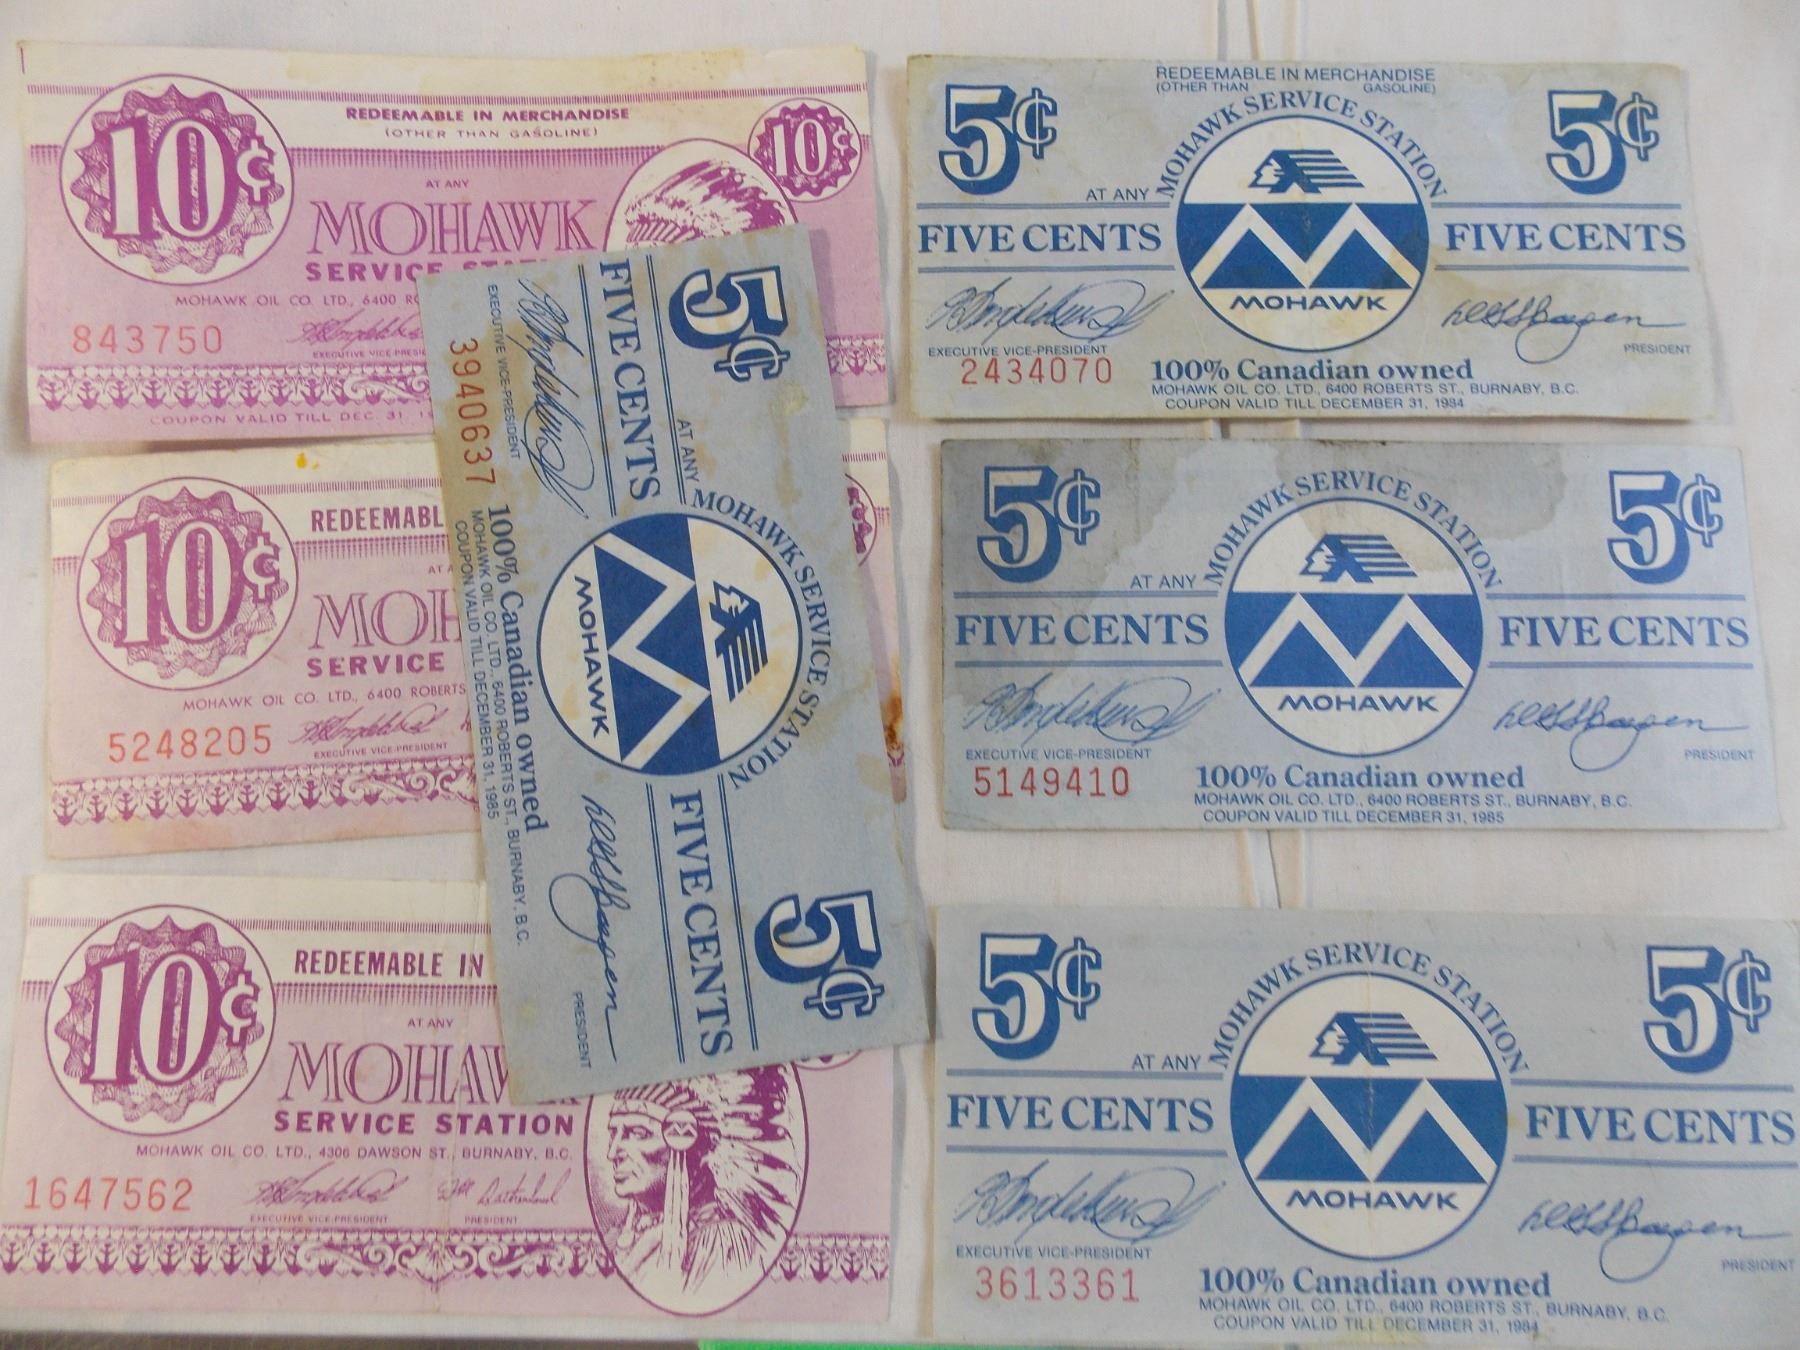 10¢
REDEEMABLE IN MERCHANDISE
(OTHER THAN GASOLINE)
10¢
AT ANY
MOHAWK
SERVICE
MOHAWK OIL CO. LTD., 6400
843750
EXECUTIVE VICE-PRESI
COUPON VALID TILL DEC. 31,
10¢
REDEEMABL
AT A
MOH
SERVICE
MOHAWK OIL CO. LTD., 6400 ROBERTS
5248205
EXECUTIVE VICE-PRESIDENT
10¢
REDEEMABLE IN
AT ANY
MOHAW
SERVICE STATION
MOHAWK OIL CO. LTD., 4306 DAWSON ST., BURNABY, B.C.
1647562
EXECUTIVE VICE-PRESIDENT PRESIDENT
5¢ 5¢
AT ANY MOHAWK SERVICE STATION
FIVE CENTS FIVE CENTS
MOHAWK
EXECUTIVE VICE-PRESIDENT PRESIDENT
3940637
100% Canadian owned
MOHAWK OIL CO. LTD., 6400 ROBERTS ST., BURNABY, B.C.
COUPON VALID TILL DECEMBER 31, 1985
REDEEMABLE IN MERCHANDISE
(OTHER THAN GASOLINE)
5¢ 5¢
AT ANY MOHAWK SERVICE STATION
FIVE CENTS FIVE CENTS
MOHAWK
EXECUTIVE VICE-PRESIDENT PRESIDENT
2434070
100% Canadian owned
MOHAWK OIL CO. LTD., 6400 ROBERTS ST., BURNABY, B.C.
COUPON VALID TILL DECEMBER 31, 1984
5¢ 5¢
AT ANY MOHAWK SERVICE STATION
FIVE CENTS FIVE CENTS
MOHAWK
EXECUTIVE VICE-PRESIDENT PRESIDENT
5149410
100% Canadian owned
MOHAWK OIL CO. LTD., 6400 ROBERTS ST., BURNABY, B.C.
COUPON VALID TILL DECEMBER 31, 1985
5¢ 5¢
AT ANY MOHAWK SERVICE STATION
FIVE CENTS FIVE CENTS
MOHAWK
EXECUTIVE VICE-PRESIDENT PRESIDENT
3613361
100% Canadian owned
MOHAWK OIL CO. LTD., 6400 ROBERTS ST., BURNABY, B.C.
COUPON VALID TILL DECEMBER 31, 1984